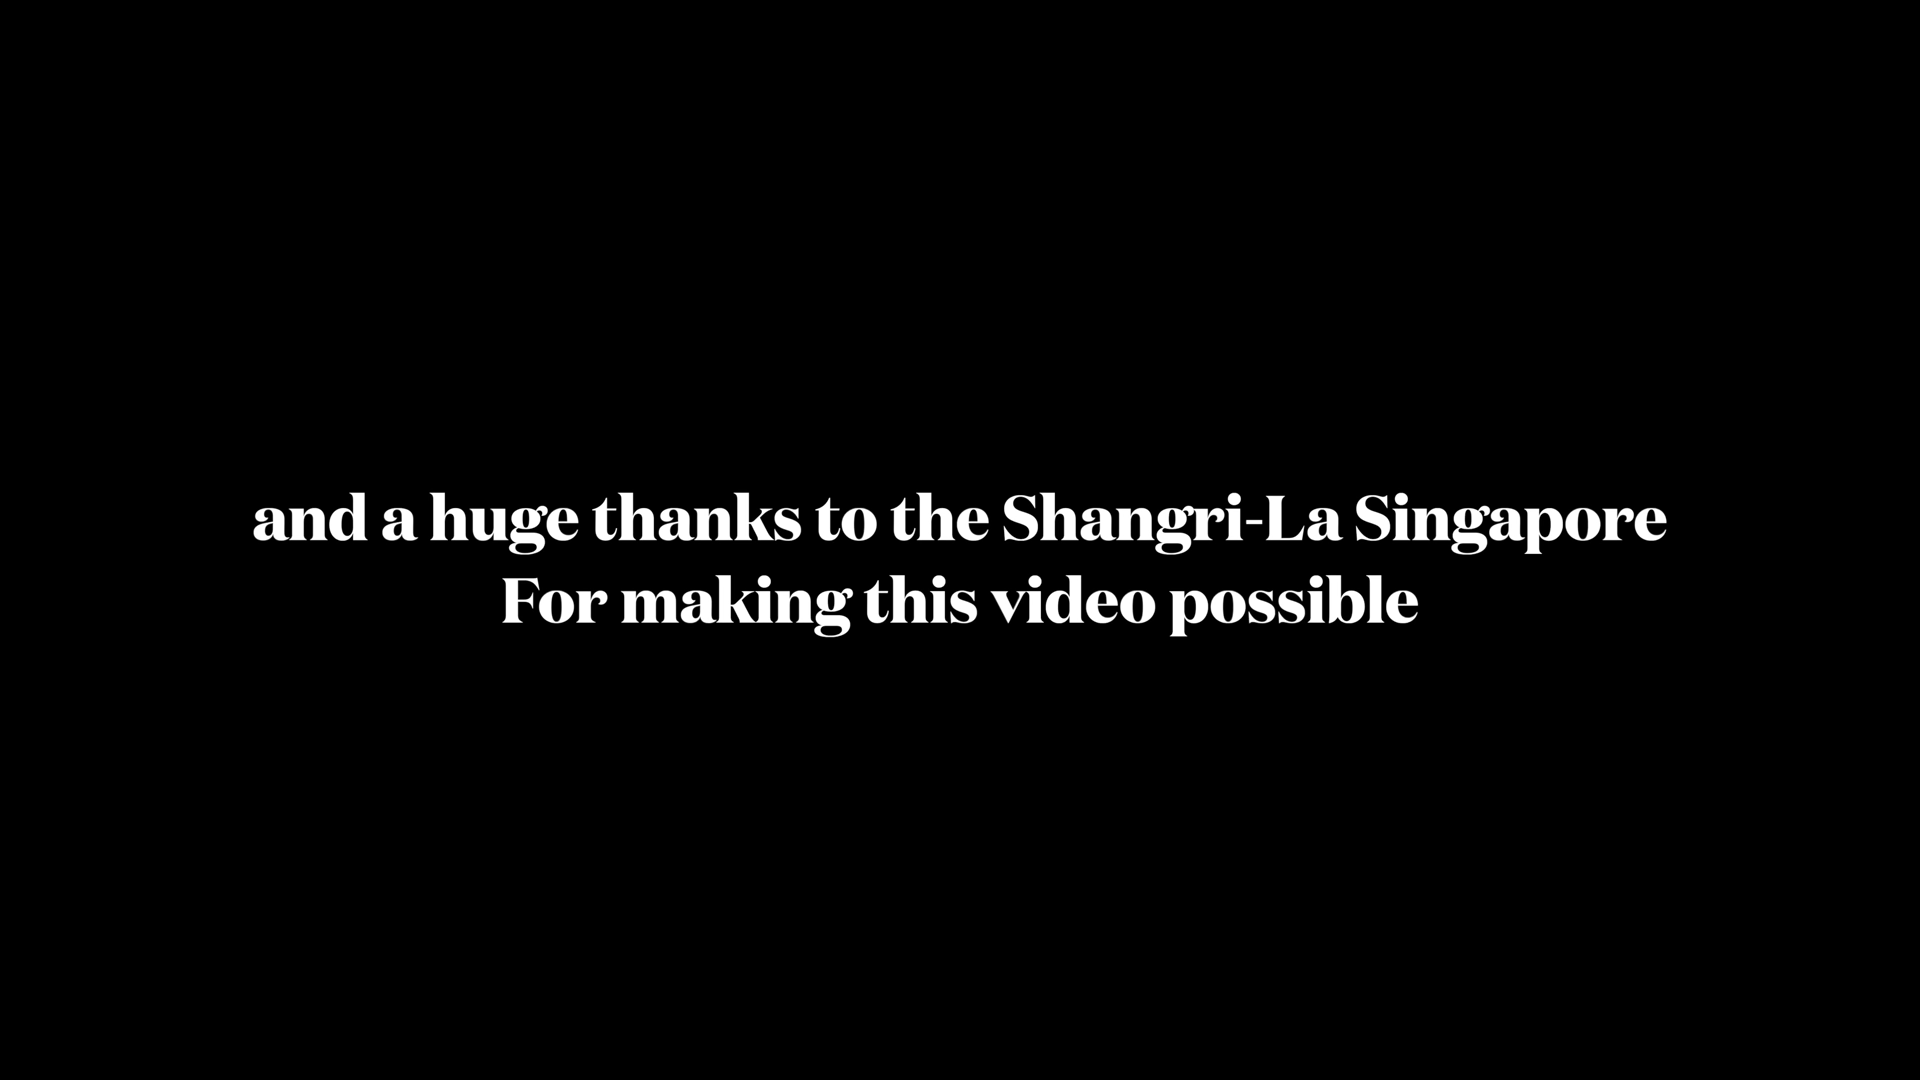 and a huge thanks to the Shangri-La Singapore
For making this video possible